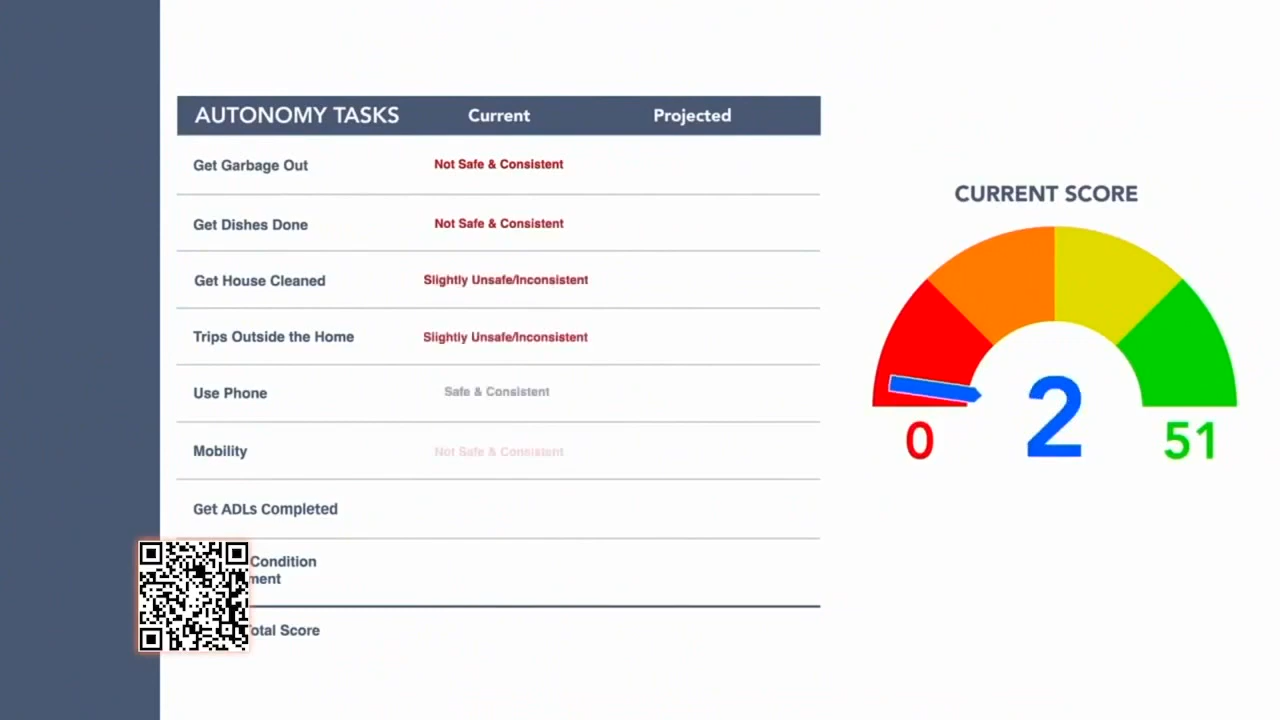 AUTONOMY TASKS Current Projected
CURRENT SCORE
Get Garbage Out Not Safe & Consistent
Get Dishes Done Not Safe & Consistent
Get House Cleaned Slightly Unsafe/Inconsistent
Trips Outside the Home Slightly Unsafe/Inconsistent
Use Phone Safe & Consistent
Mobility Not Safe & Consistent
0 2 51
Get ADLs Completed
Condition
ment
otal Score